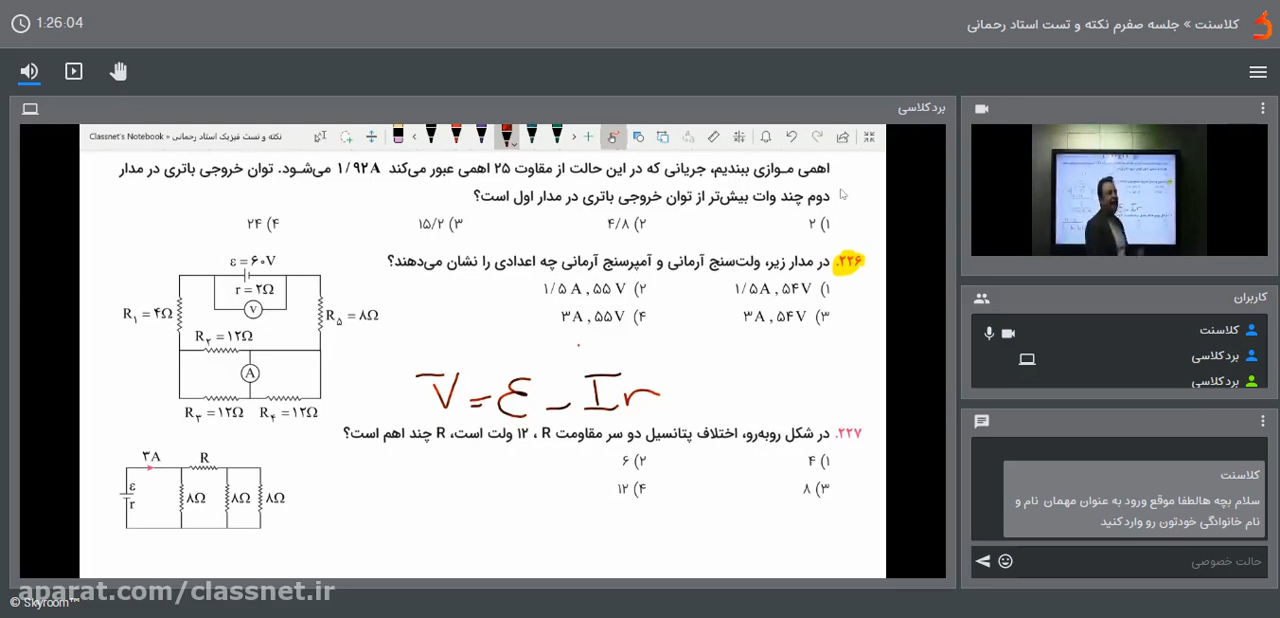 1:26:04
کلاسنت » جلسه صفرم نکته و تست استاد رحمانی
بردکلاسی
Classnet's Notebook » نکته و تست فیزیک استاد رحمانی
اهمی مـوازی ببندیم، جریانی که در این حالت از مقاوت ۲۵ اهمی عبور می‌کند ۱/۹۲A می‌شـود. توان خروجی باتری در مدار
دوم چند وات بیش‌تر از توان خروجی باتری در مدار اول است؟
۱) ۲ ۲) ۴/۸ ۳) ۱۵/۲ ۴) ۲۴
۲۲۶. در مدار زیر، ولت‌سنج آرمانی و آمپرسنج آرمانی چه اعدادی را نشان می‌دهند؟
۱) ۱/۵A , ۵۴V ۲) ۱/۵A , ۵۵V
۳) ۳A , ۵۴V ۴) ۳A , ۵۵V
ε = ۶۰V
r = ۲Ω
V
R۱ = ۴Ω
R۵ = ۸Ω
R۲ = ۱۲Ω
A
R۳ = ۱۲Ω R۴ = ۱۲Ω
V = ε - Ir
۲۲۷. در شکل روبه‌رو، اختلاف پتانسیل دو سر مقاومت R ، ۱۲ ولت است، R چند اهم است؟
۱) ۴ ۲) ۶
۳) ۸ ۴) ۱۲
۳A R
ε
r
۸Ω ۸Ω ۸Ω
کاربران
کلاسنت
بردکلاسی
بردکلاسی
کلاسنت
سلام بچه هالطفا موقع ورود به عنوان مهمان نام و
نام خانوادگی خودتون رو واردکنید
حالت خصوصی
aparat.com/classnet.ir
© Skyroom™